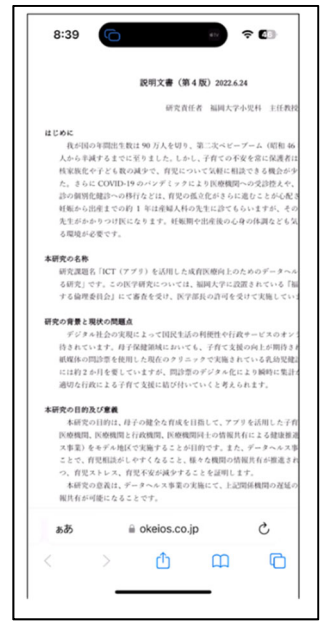 8:39
46
説明文書（第4版）2022.6.24
研究責任者 福岡大学小児科 主任教授
はじめに
我が国の年間出生数は90万人を切り、第二次ベビーブーム（昭和46
人から半減するまでに至りました。しかし、子育ての不安を常に保護者は
核家族化や子ども数の減少で、育児について気軽に相談できる機会が少
た。さらにCOVID-19のパンデミックにより医療機関への受診控えや、
診の個別化健診への移行などは、育児の孤立化がさらに進むことが心配さ
妊娠から出産までの約1年は産婦人科の先生に診てもらいますが、その
先生がかかりつけ医になります。妊娠期や出産後の心身の体調なども気
る環境が必要です。
本研究の名称
研究課題名「ICT（アプリ）を活用した成育医療向上のためのデータヘル
る研究」です。この医学研究については、福岡大学に設置されている「福
する倫理委員会」にて審査を受け、医学部長の許可を受けて実施してい
研究の背景と現状の問題点
デジタル社会の実現によって国民生活の利便性や行政サービスのオン
待されています。母子保健領域においても、子育て支援の向上が期待さ
紙媒体の問診票を使用した現在のクリニックで実施されている乳幼児健
には約2か月を要していますが、問診票のデジタル化により瞬時に集計
適切な行政による子育て支援に結び付いていくと考えられます。
本研究の目的及び意義
本研究の目的は、母子の健全な育成を目指して、アプリを活用した子育
医療機関、医療機関と行政機関、医療機関同士の情報共有による健康推進
ス事業）をモデル地区で実施することが目的です。また、データヘルス事
ことで、育児相談がしやすくなること、様々な機関の情報共有が推進され
つ、育児ストレス、育児不安が減少することを証明します。
本研究の意義は、データヘルス事業の実施にて、上記関係機関の遅延の
報共有が可能になることです。
ぁあ
okeios.co.jp